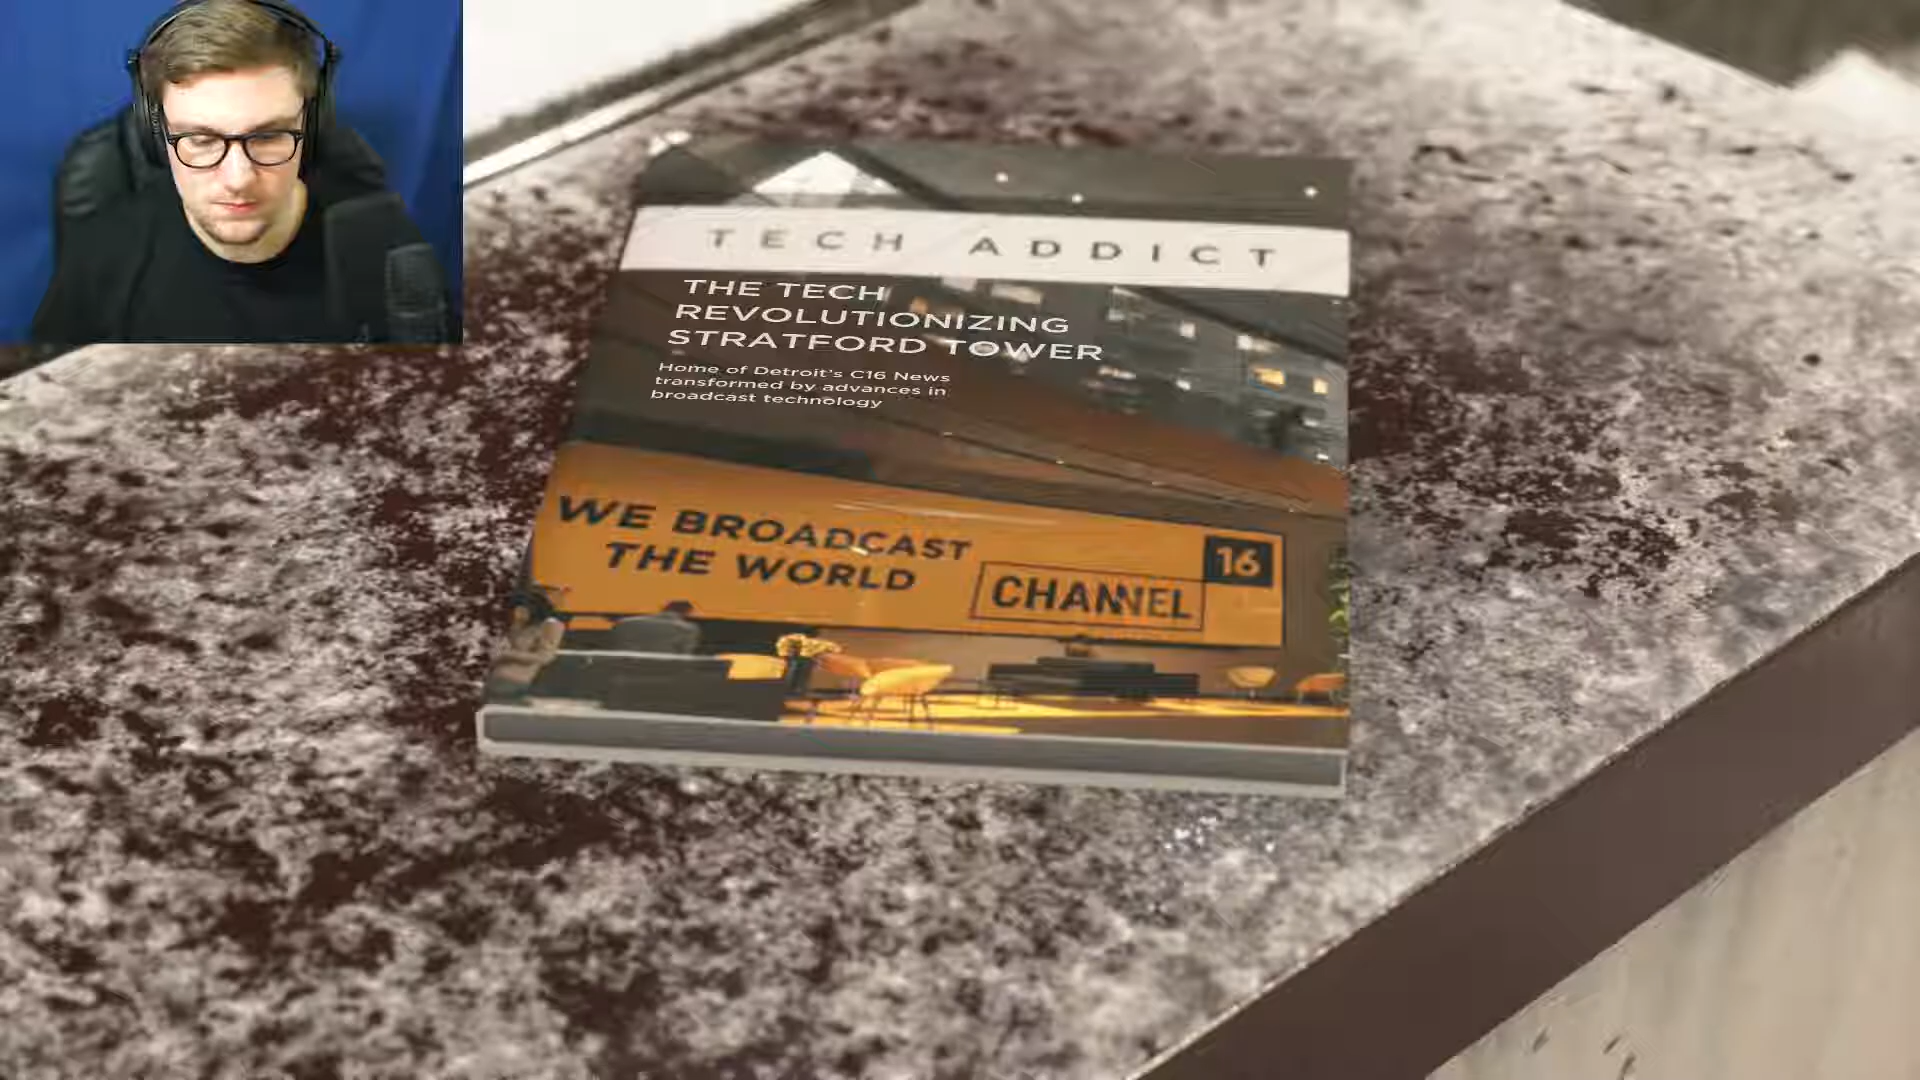 TECH ADDICT
THE TECH
REVOLUTIONIZING
STRATFORD TOWER
Home of Detroit's C16 News
transformed by advances in
broadcast technology
WE BROADCAST
THE WORLD
16
CHANNEL